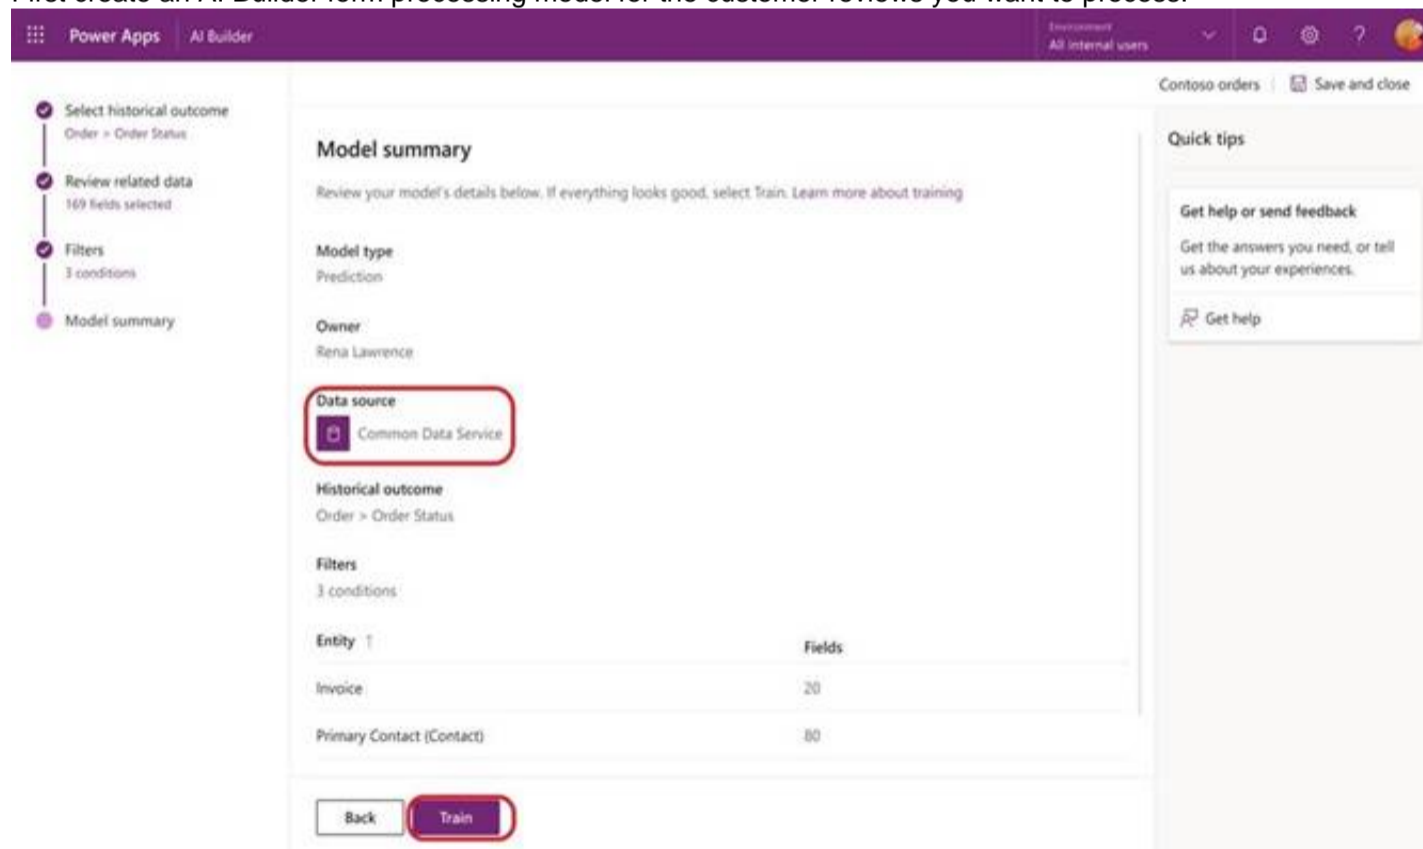 First create an AI Builder form processing model for the customer reviews you want to process.
Power Apps AI Builder
Environment
All internal users
?
Contoso orders Save and close
Select historical outcome
Order > Order Status
Review related data
169 fields selected
Filters
3 conditions
Model summary
Model summary
Review your model's details below. If everything looks good, select Train. Learn more about training
Model type
Prediction
Owner
Rena Lawrence
Data source
Common Data Service
Historical outcome
Order > Order Status
Filters
3 conditions
Entity ↑ Fields
Invoice 20
Primary Contact (Contact) 80
Back Train
Quick tips
Get help or send feedback
Get the answers you need, or tell
us about your experiences.
Get help